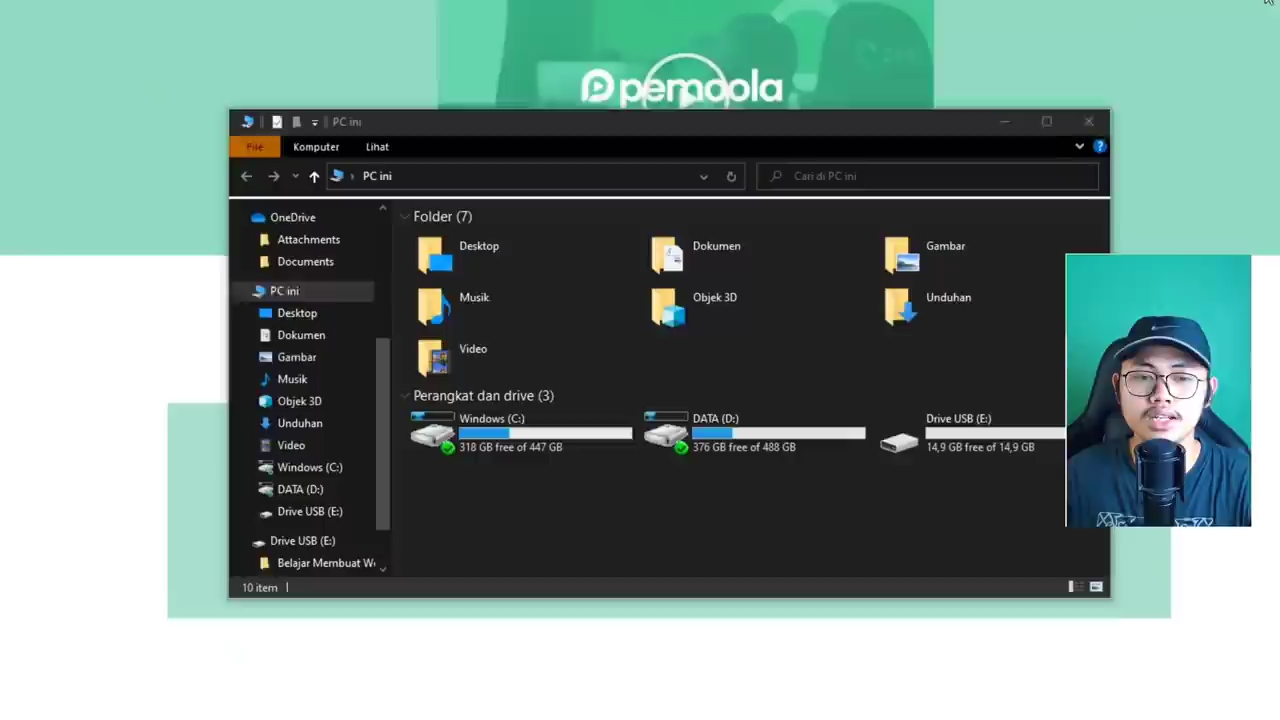 pemoola
PC ini
File Komputer Lihat
PC ini
Cari di PC ini
OneDrive
Attachments
Documents
PC ini
Desktop
Dokumen
Gambar
Musik
Objek 3D
Unduhan
Video
Windows (C:)
DATA (D:)
Drive USB (E:)
Drive USB (E:)
Belajar Membuat We
Folder (7)
Desktop
Dokumen
Gambar
Musik
Objek 3D
Unduhan
Video
Perangkat dan drive (3)
Windows (C:)
318 GB free of 447 GB
DATA (D:)
376 GB free of 488 GB
Drive USB (E:)
14,9 GB free of 14,9 GB
10 item